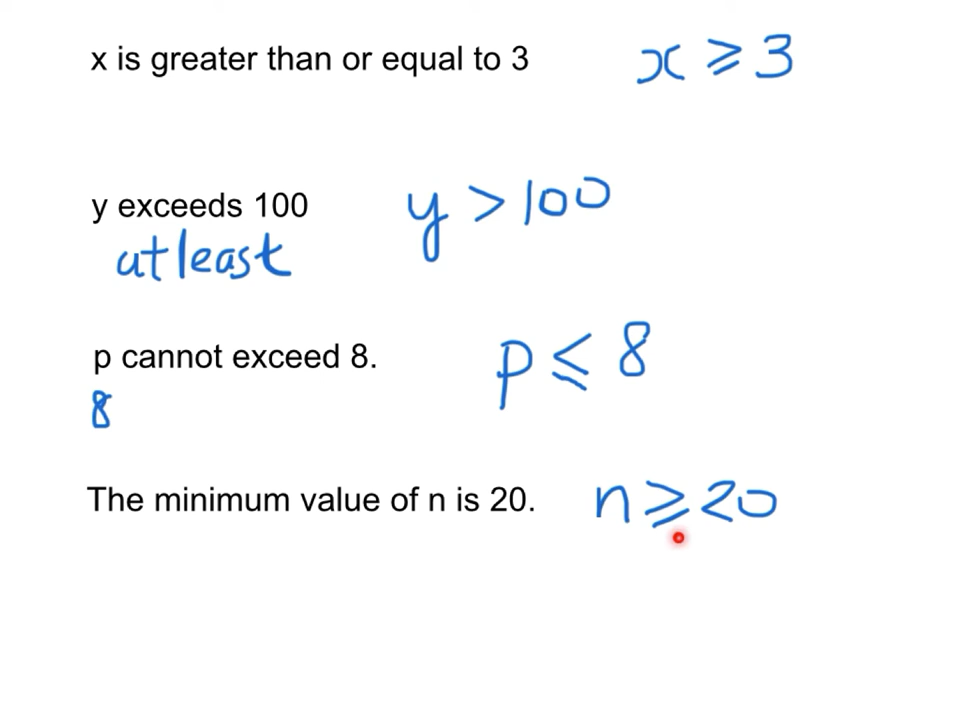 x is greater than or equal to 3 x ⩾ 3
y exceeds 100 y > 100
at least
p cannot exceed 8. p ⩽ 8
8
The minimum value of n is 20. n ⩾ 20